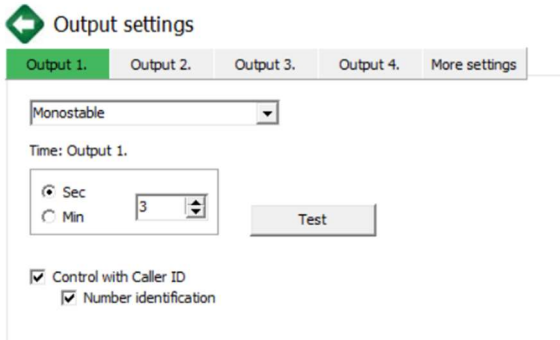 Output settings
Output 1. Output 2. Output 3. Output 4. More settings
Monostable
Time: Output 1.
Sec
Min
3
Test
Control with Caller ID
Number identification